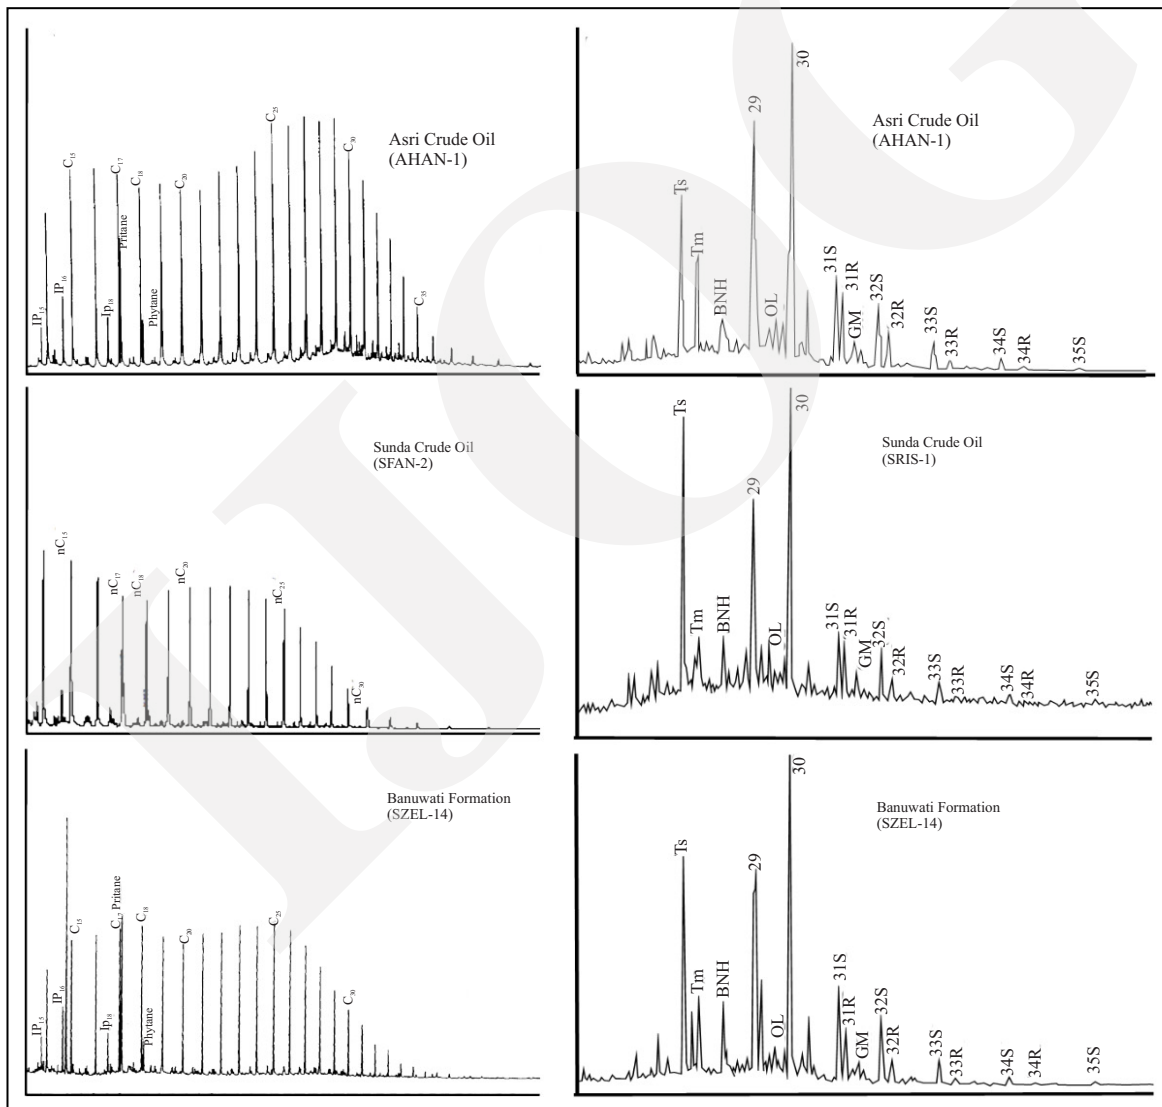 Asri Crude Oil
(AHAN-1)
IP₁₅
IP₁₆
C₁₅
Ip₁₈
C₁₇
Pritane
C₁₈
Phytane
C₂₀
C₂₅
C₃₀
C₃₅
Asri Crude Oil
(AHAN-1)
Ts
Tm
BNH
29
OL
30
31S
31R
GM
32S
32R
33S
33R
34S
34R
35S
Sunda Crude Oil
(SFAN-2)
nC₁₅
nC₁₇
nC₁₈
nC₂₀
nC₂₅
nC₃₀
Sunda Crude Oil
(SRIS-1)
Ts
Tm
BNH
29
OL
30
31S
31R
GM
32S
32R
33S
33R
34S
34R
35S
Banuwati Formation
(SZEL-14)
IP₁₅
IP₁₆
C₁₅
Ip₁₈
C₁₇ Pritane
C₁₈
Phytane
C₂₀
C₂₅
C₃₀
Banuwati Formation
(SZEL-14)
Ts
Tm
BNH
29
OL
30
31S
31R
GM
32S
32R
33S
33R
34S
34R
35S
IJOG